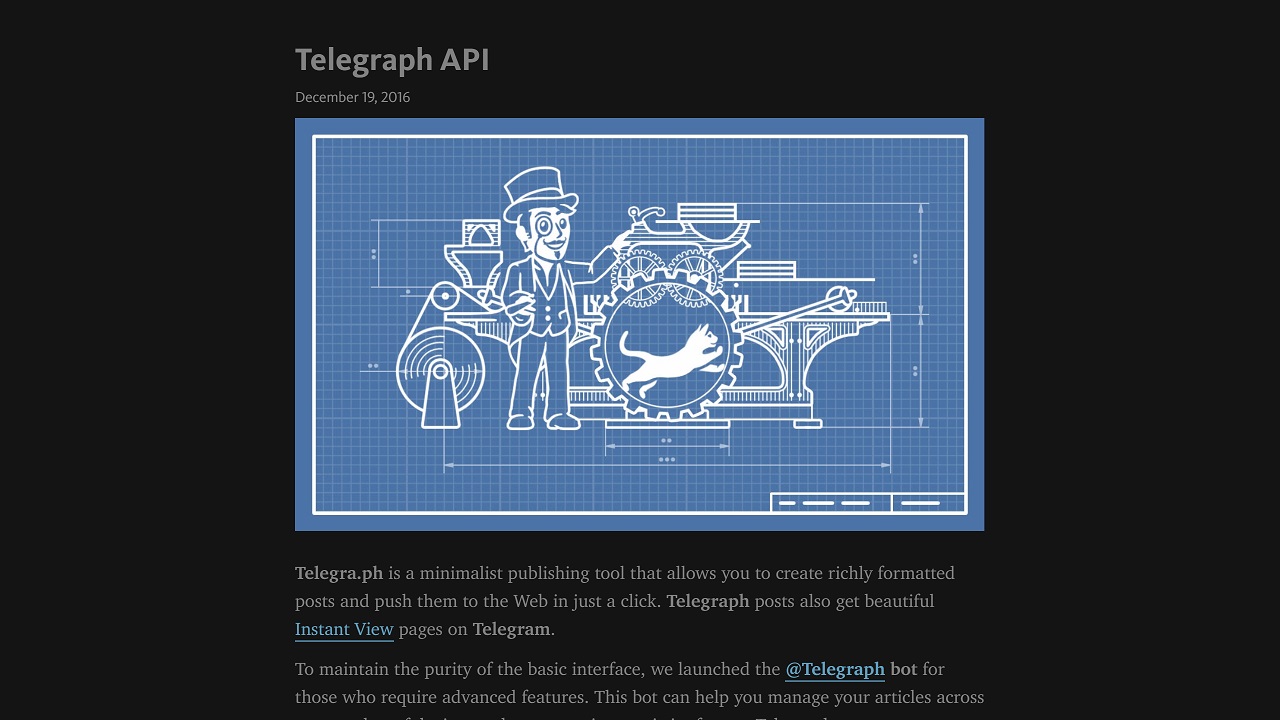 Telegraph API
December 19, 2016
Telegra.ph is a minimalist publishing tool that allows you to create richly formatted
posts and push them to the Web in just a click. Telegraph posts also get beautiful
Instant View pages on Telegram.
To maintain the purity of the basic interface, we launched the @Telegraph bot for
those who require advanced features. This bot can help you manage your articles across